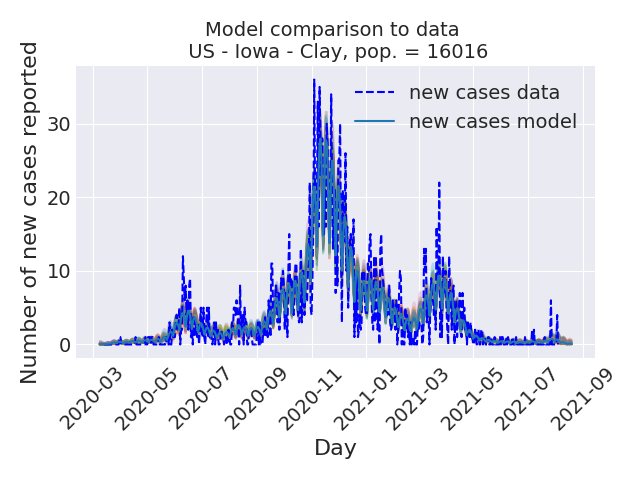 Model comparison to data
US - Iowa - Clay, pop. = 16016
new cases data
new cases model
Number of new cases reported
30
20
10
0
2020-03
2020-05
2020-07
2020-09
2020-11
2021-01
2021-03
2021-05
2021-07
2021-09
Day